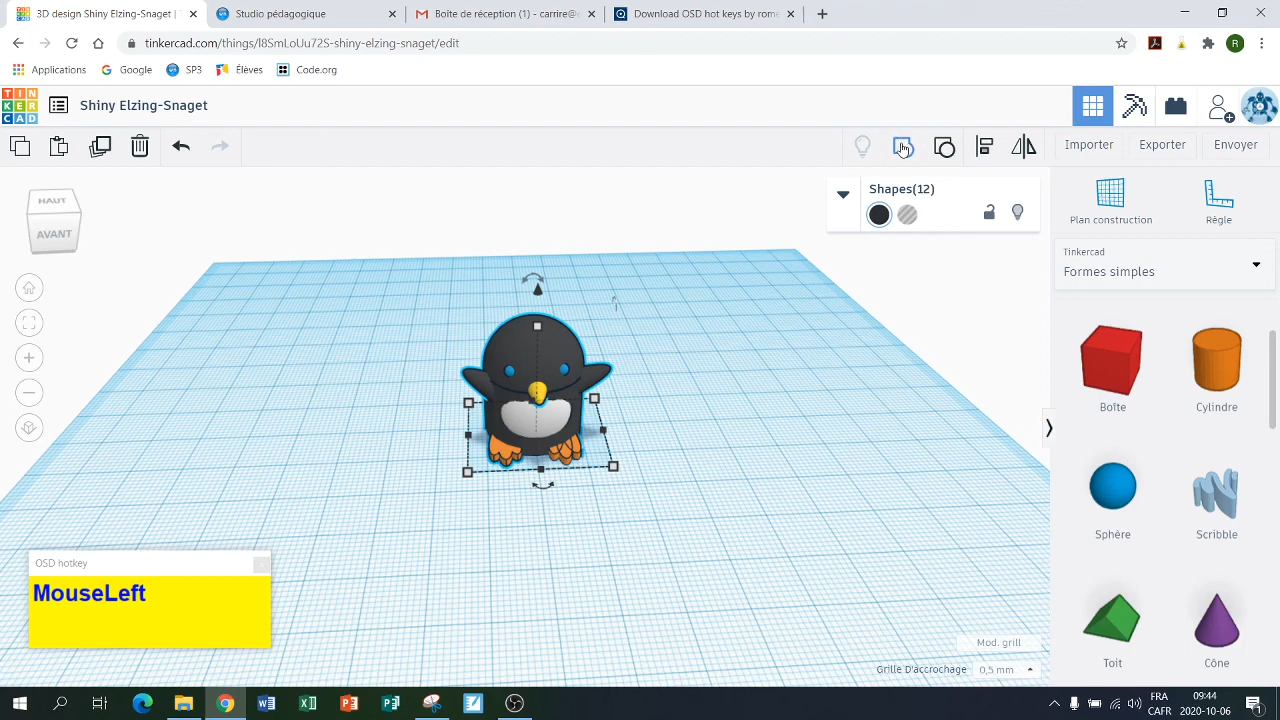 3D design Shiny Elzing-Snaget |
Studio pédagogique
Boîte de réception (91) - carrire@e
Download OSD hot keys by rome
tinkercad.com/things/l8SmLoUu72S-shiny-elzing-snaget/edit
R
Applications
Google
SP3
Élèves
Code.org
TIN
KER
CAD
Shiny Elzing-Snaget
Importer
Exporter
Envoyer
Shapes(12)
HAUT
AVANT
Plan construction
Règle
Tinkercad
Formes simples
Boîte
Cylindre
Sphère
Scribble
Toit
Cône
OSD hotkey
MouseLeft
Mod. grill
Grille D'accrochage
0,5 mm
FRA
CAFR
09:44
2020-10-06